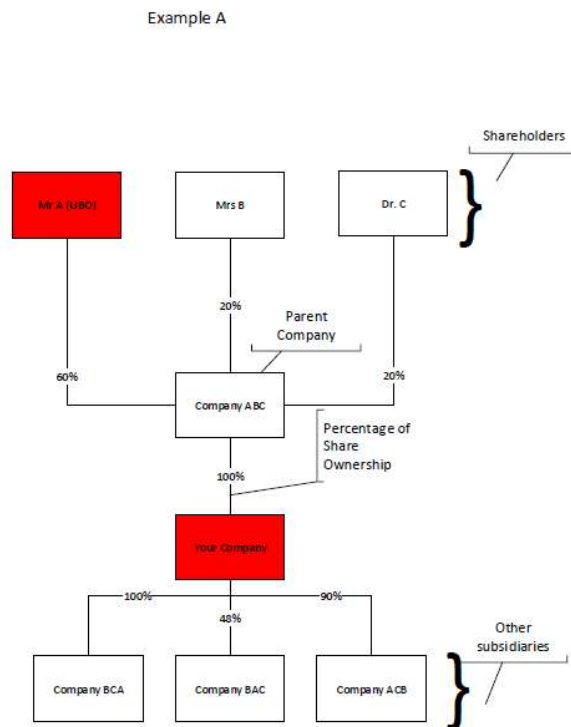 Example A
Shareholders
Mr A (UBO)
Mrs B
Dr. C
20%
Parent
Company
60%
20%
Company ABC
Percentage of
Share
Ownership
100%
Your Company
100%
90%
48%
Other
subsidiaries
Company BCA
Company BAC
Company ACB